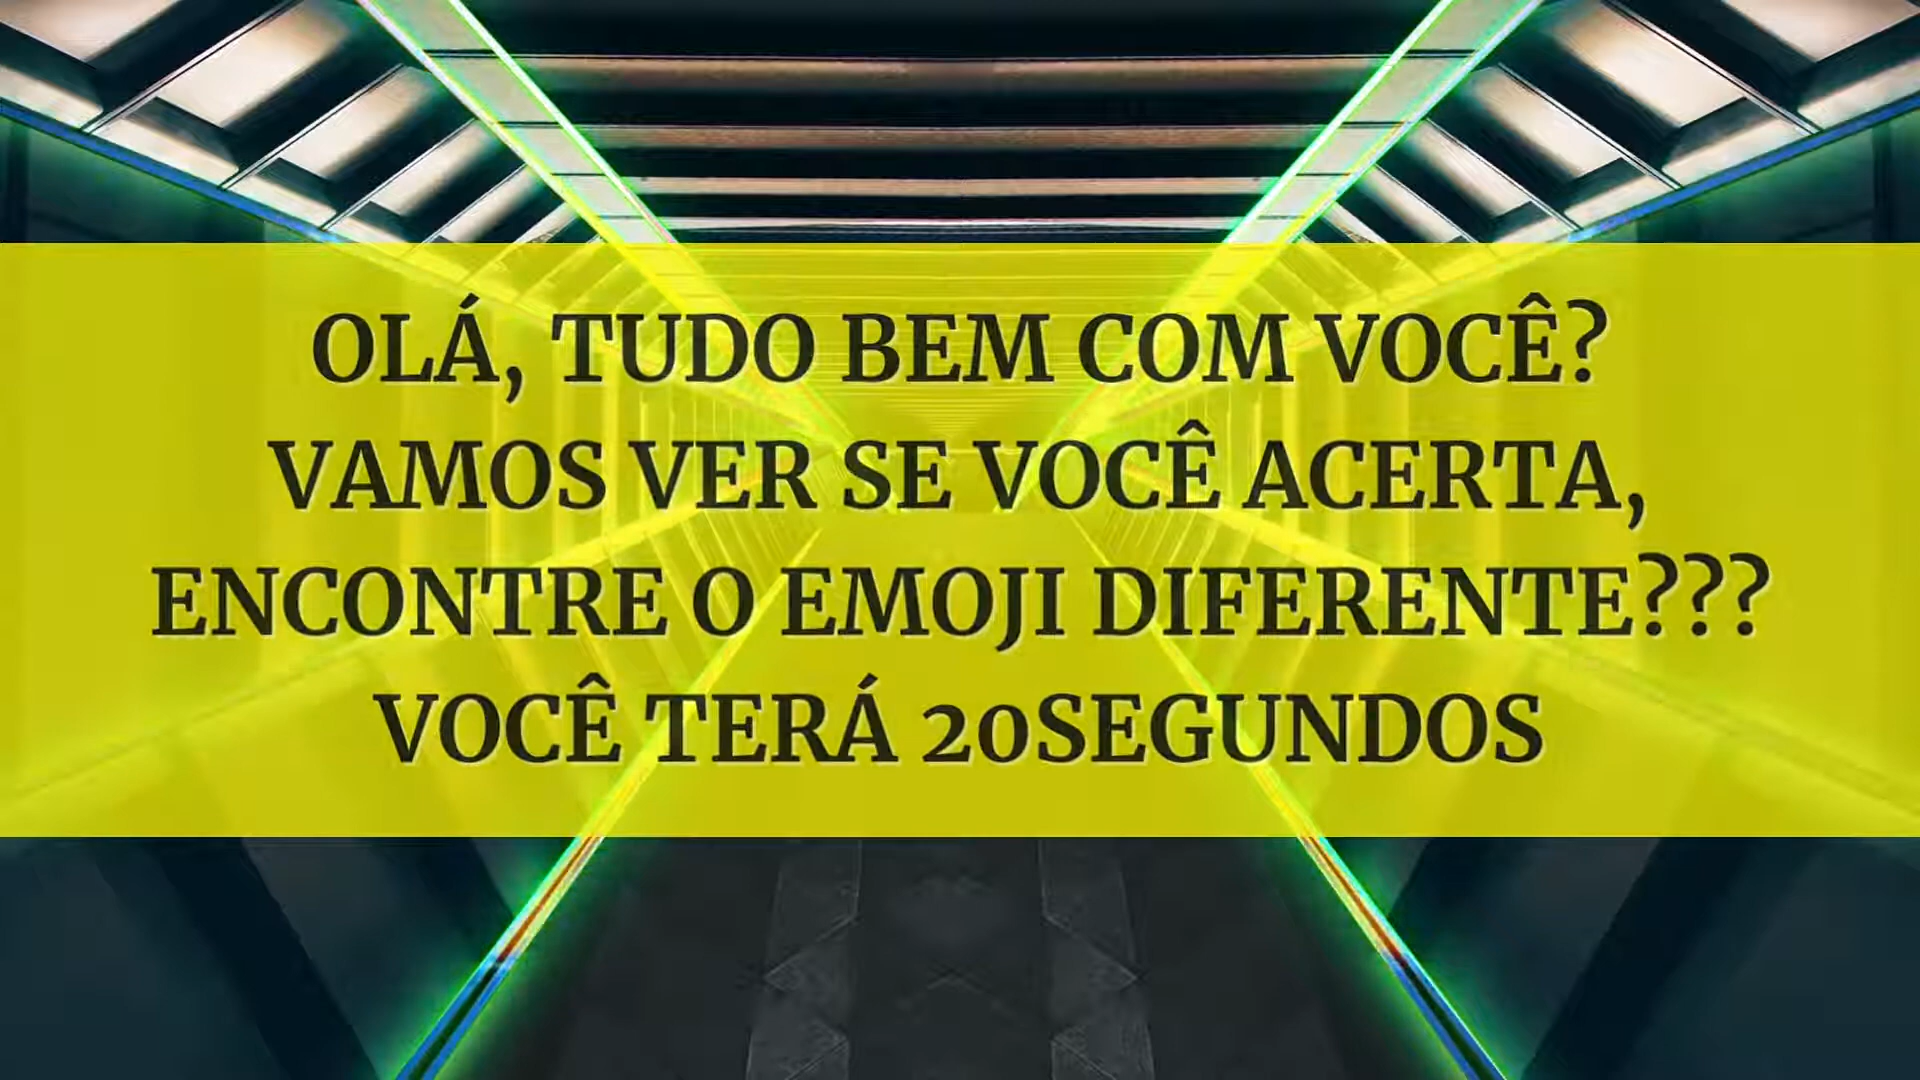 OLÁ, TUDO BEM COM VOCÊ?
VAMOS VER SE VOCÊ ACERTA,
ENCONTRE O EMOJI DIFERENTE???
VOCÊ TERÁ 20SEGUNDOS